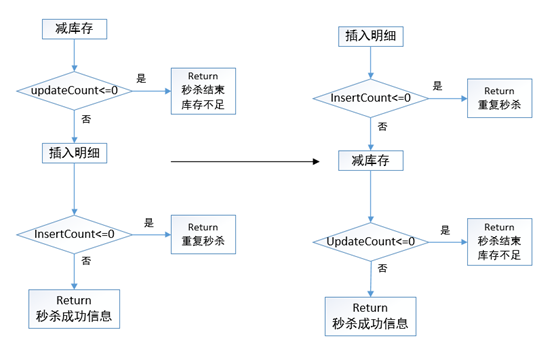 减库存
updateCount<=0
是
Return
秒杀结束
库存不足
否
插入明细
InsertCount<=0
是
Return
重复秒杀
否
Return
秒杀成功信息
插入明细
InsertCount<=0
是
Return
重复秒杀
否
减库存
UpdateCount<=0
是
Return
秒杀结束
库存不足
否
Return
秒杀成功信息